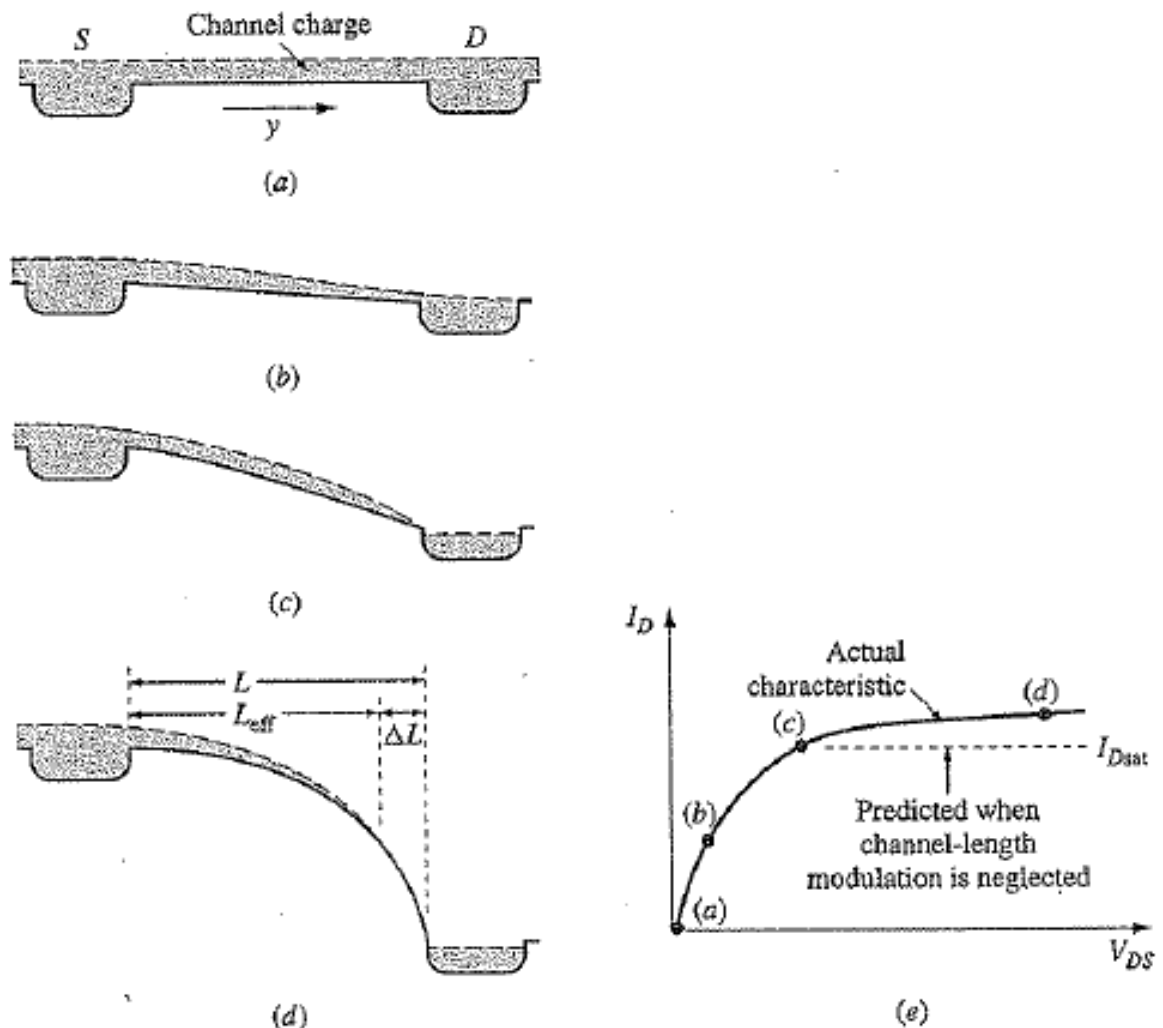 Channel charge
S
D
y
(a)
(b)
(c)
L
L_eff
ΔL
(d)
I_D
Actual
characteristic
(d)
(c)
I_Dsat
(b)
Predicted when
channel-length
modulation is neglected
(a)
V_DS
(e)